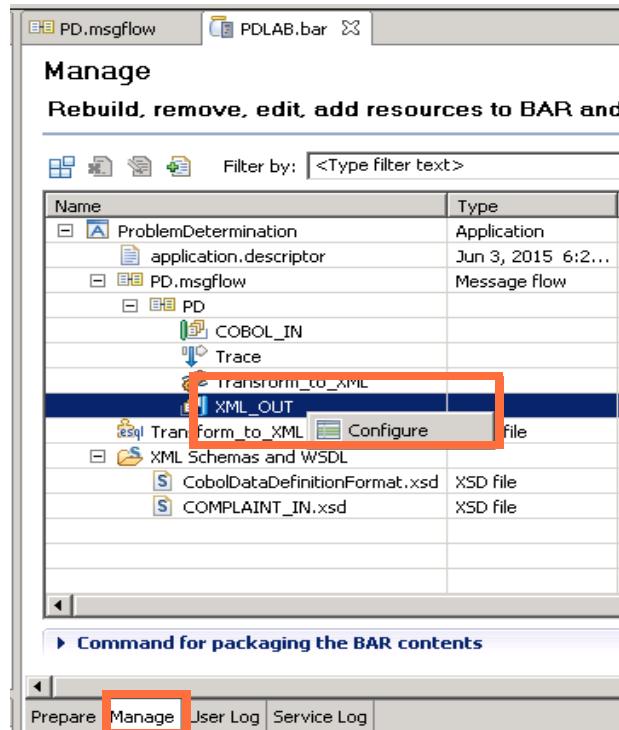 PD.msgflow PDLAB.bar
Manage
Rebuild, remove, edit, add resources to BAR and
Filter by: <Type filter text>
Name Type
ProblemDetermination Application
application.descriptor Jun 3, 2015 6:2...
PD.msgflow Message flow
PD
COBOL_IN
Trace
Transform_to_XML
XML_OUT
esql Transform_to_XML Configure file
XML Schemas and WSDL
S CobolDataDefinitionFormat.xsd XSD file
S COMPLAINT_IN.xsd XSD file
Command for packaging the BAR contents
Prepare Manage User Log Service Log